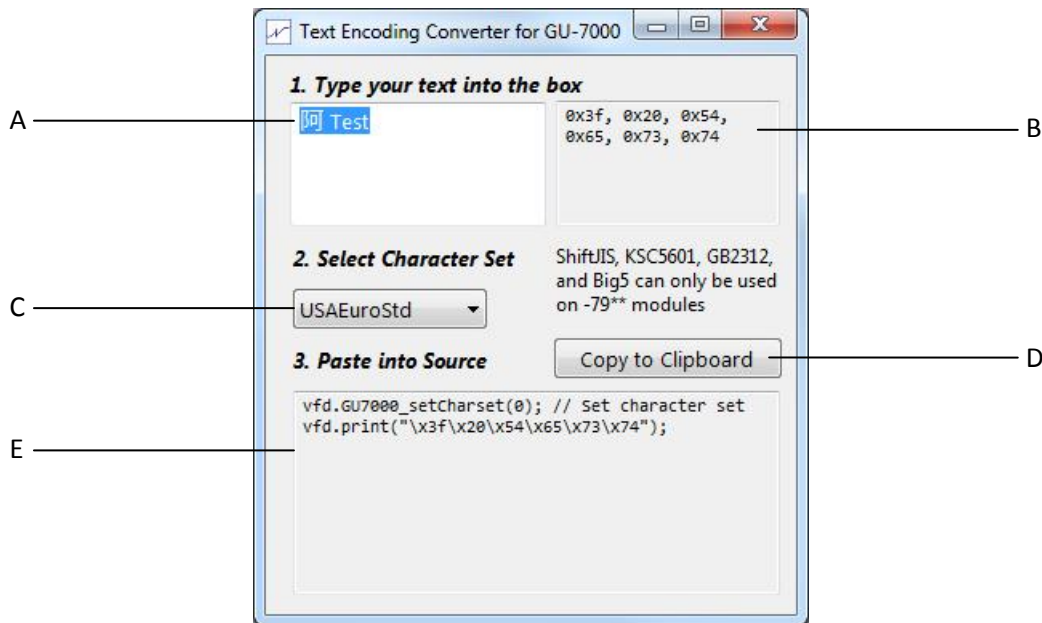 Text Encoding Converter for GU-7000
1. Type your text into the box
A
阿 Test
0x3f, 0x20, 0x54,
0x65, 0x73, 0x74
B
2. Select Character Set
ShiftJIS, KSC5601, GB2312,
and Big5 can only be used
on -79** modules
C
USAEuroStd
3. Paste into Source
Copy to Clipboard
D
vfd.GU7000_setCharset(0); // Set character set
vfd.print("\x3f\x20\x54\x65\x73\x74");
E